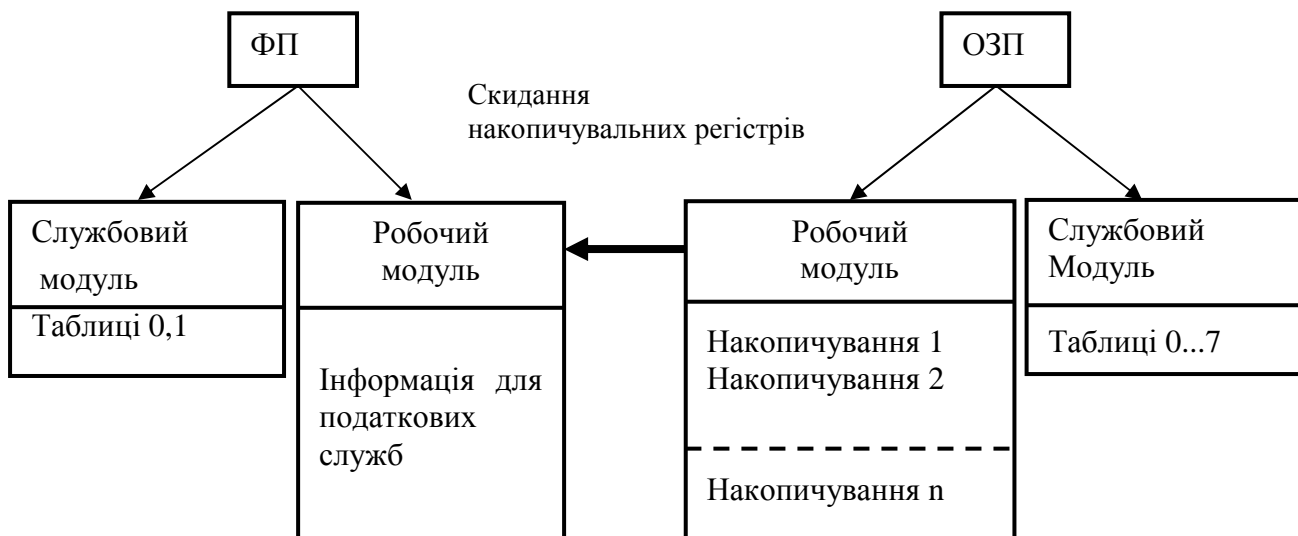 ФП
ОЗП
Скидання
накопичувальних регістрів
Службовий
модуль
Таблиці 0,1
Робочий
модуль
Інформація для
податкових
служб
Робочий
модуль
Накопичування 1
Накопичування 2
Накопичування n
Службовий
Модуль
Таблиці 0...7